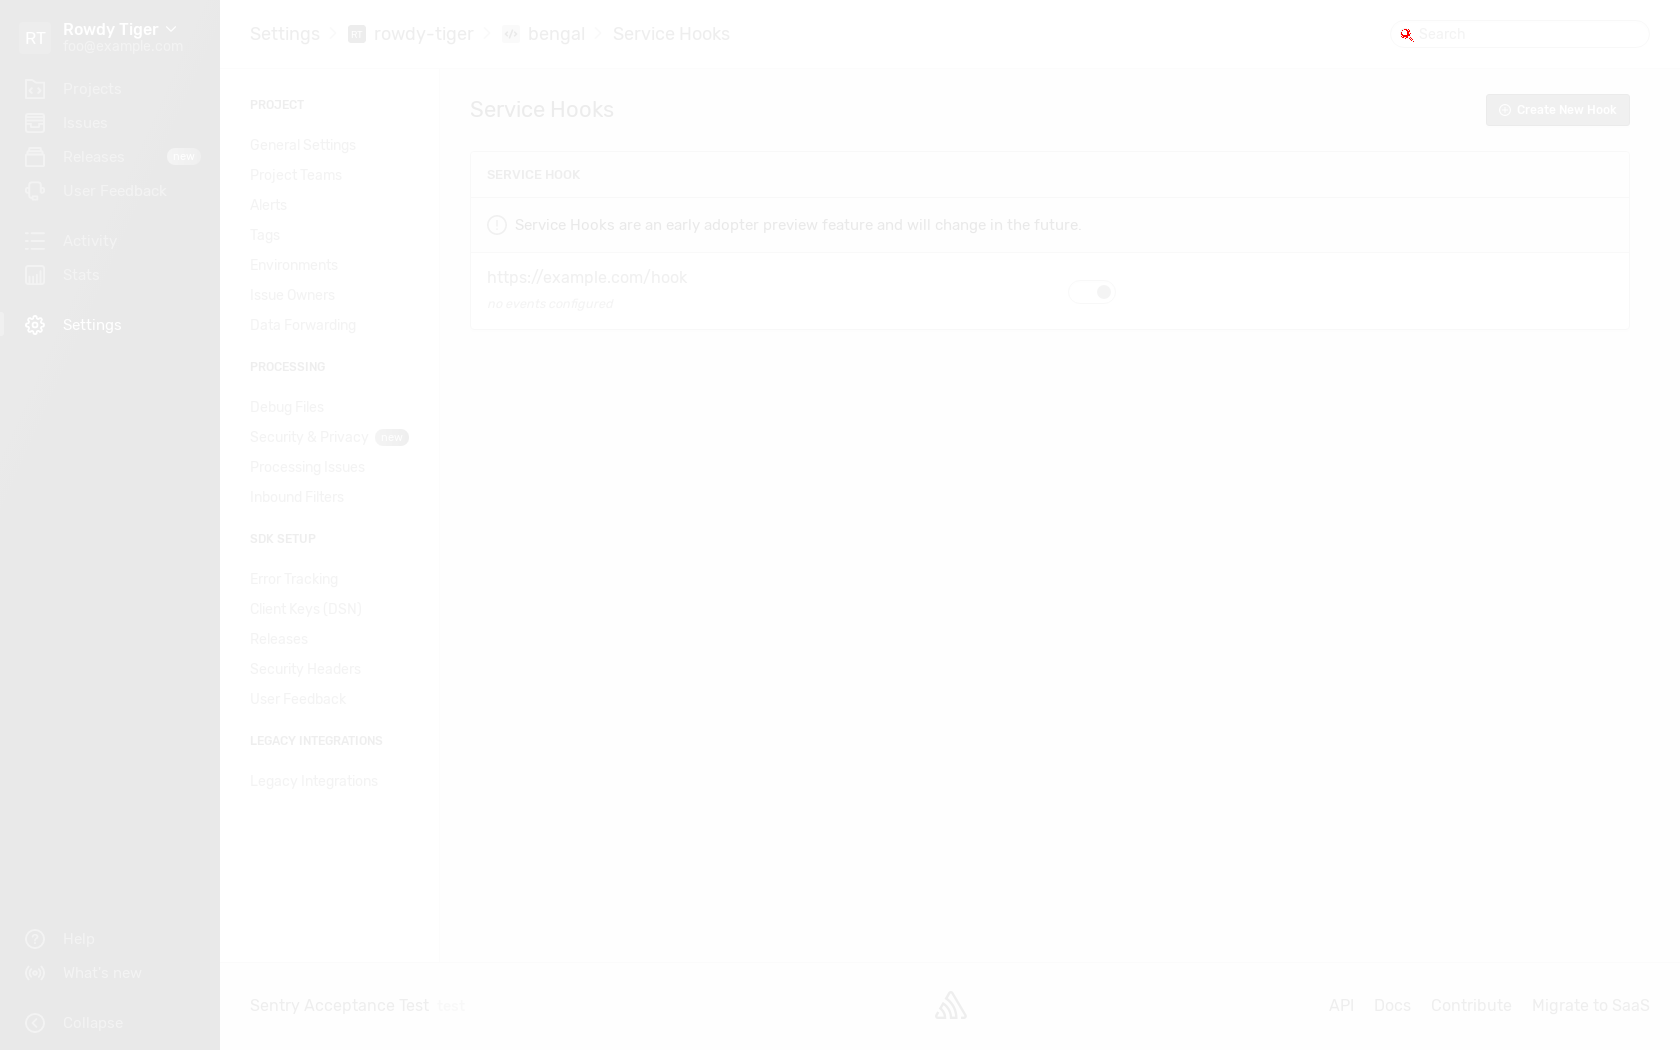 RT
Rowdy Tiger
foo@example.com
Projects
Issues
Releases new
User Feedback
Activity
Stats
Settings
Help
What's new
Collapse
Settings RT rowdy-tiger bengal Service Hooks
Search
PROJECT
General Settings
Project Teams
Alerts
Tags
Environments
Issue Owners
Data Forwarding
PROCESSING
Debug Files
Security & Privacy new
Processing Issues
Inbound Filters
SDK SETUP
Error Tracking
Client Keys (DSN)
Releases
Security Headers
User Feedback
LEGACY INTEGRATIONS
Legacy Integrations
Service Hooks
Create New Hook
SERVICE HOOK
Service Hooks are an early adopter preview feature and will change in the future.
https://example.com/hook
no events configured
Sentry Acceptance Test test
API Docs Contribute Migrate to SaaS